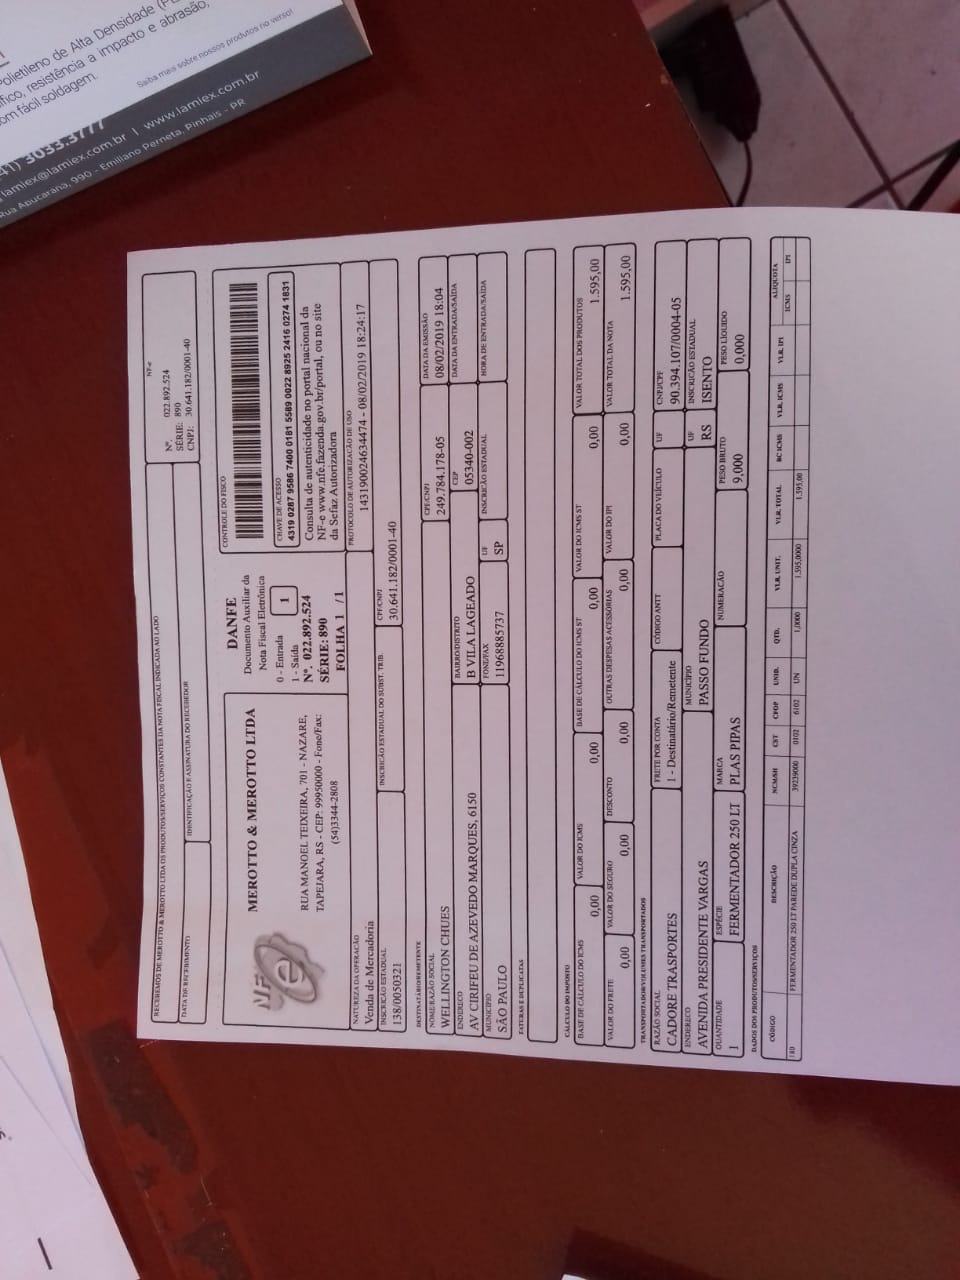 RECEBEMOS DE MEROTTO & MEROTTO LTDA OS PRODUTOS/SERVIÇOS CONSTANTES DA NOTA FISCAL INDICADA AO LADO
NF-e
Nº. 022.892.524
SÉRIE: 890
CNPJ: 30.641.182/0001-40
DATA DE RECEBIMENTO
IDENTIFICAÇÃO E ASSINATURA DO RECEBEDOR
NFe
MEROTTO & MEROTTO LTDA
RUA MANOEL TEIXEIRA, 701 - NAZARE,
TAPEJARA, RS - CEP: 99950000 - Fone/Fax:
(54)3344-2808
DANFE
Documento Auxiliar da
Nota Fiscal Eletrônica
0 - Entrada
1 - Saída
1
Nº. 022.892.524
SÉRIE: 890
FOLHA 1 /1
CONTROLE DO FISCO
CHAVE DE ACESSO
4319 0287 9586 7400 0181 5589 0022 8925 2416 0274 1831
Consulta de autenticidade no portal nacional da
NF-e www.nfe.fazenda.gov.br/portal, ou no site
da Sefaz Autorizadora
NATUREZA DA OPERAÇÃO
Venda de Mercadoria
PROTOCOLO DE AUTORIZAÇÃO DE USO
143190024634474 - 08/02/2019 18:24:17
INSCRIÇÃO ESTADUAL
138/0050321
INSCRIÇÃO ESTADUAL DO SUBST. TRIB.
CPF/CNPJ
30.641.182/0001-40
DESTINATÁRIO/REMETENTE
NOME/RAZÃO SOCIAL
WELLINGTON CHUES
CPF/CNPJ
249.784.178-05
DATA DA EMISSÃO
08/02/2019 18:04
ENDEREÇO
AV CIRIFEU DE AZEVEDO MARQUES, 6150
BAIRRO/DISTRITO
B VILA LAGEADO
CEP
05340-002
DATA DA ENTRADA/SAÍDA
MUNICÍPIO
SÃO PAULO
FONE/FAX
11968885737
UF
SP
INSCRIÇÃO ESTADUAL
HORA DE ENTRADA/SAÍDA
FATURAS E DUPLICATAS
CÁLCULO DO IMPOSTO
BASE DE CÁLCULO DO ICMS
0,00
VALOR DO ICMS
0,00
BASE DE CÁLCULO DO ICMS ST
0,00
VALOR DO ICMS ST
0,00
VALOR TOTAL DOS PRODUTOS
1.595,00
VALOR DO FRETE
0,00
VALOR DO SEGURO
0,00
DESCONTO
0,00
OUTRAS DESPESAS ACESSÓRIAS
0,00
VALOR DO IPI
0,00
VALOR TOTAL DA NOTA
1.595,00
TRANSPORTADOR/VOLUMES TRANSPORTADOS
RAZÃO SOCIAL
CADORE TRASPORTES
FRETE POR CONTA
1 - Destinatário/Remetente
CÓDIGO ANTT
PLACA DO VEÍCULO
UF
CNPJ/CPF
90.394.107/0004-05
ENDEREÇO
AVENIDA PRESIDENTE VARGAS
MUNICÍPIO
PASSO FUNDO
UF
RS
INSCRIÇÃO ESTADUAL
ISENTO
QUANTIDADE
1
ESPÉCIE
FERMENTADOR 250 LT
MARCA
PLAS PIPAS
NUMERAÇÃO
PESO BRUTO
9,000
PESO LÍQUIDO
0,000
DADOS DOS PRODUTOS/SERVIÇOS
CÓDIGO DESCRIÇÃO NCM/SH CST CFOP UNID. QTD. VLR. UNIT. VLR. TOTAL BC ICMS VLR. ICMS VLR. IPI ALÍQUOTA
ICMS IPI
180 FERMENTADOR 250 LT PAREDE DUPLA CINZA 39239000 0102 6102 UN 1,0000 1.595,0000 1.595,00
Polietileno de Alta Densidade
resistência a impacto e abrasão,
fácil soldagem.
Saiba mais sobre nossos produtos no verso!
41) 3033.3777
lamiex@lamiex.com.br | www.lamiex.com.br
Rua Apucarana, 990 - Emiliano Perneta, Pinhais - PR